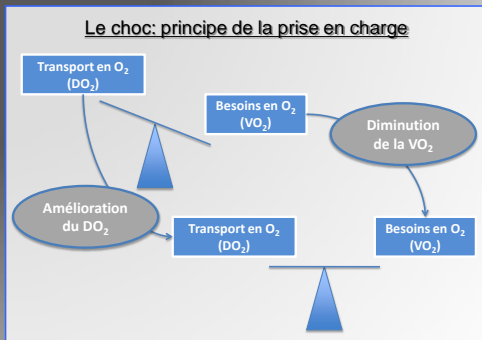 Le choc: principe de la prise en charge
Transport en O₂
(DO₂)
Besoins en O₂
(VO₂)
Diminution
de la VO₂
Amélioration
du DO₂
Transport en O₂
(DO₂)
Besoins en O₂
(VO₂)